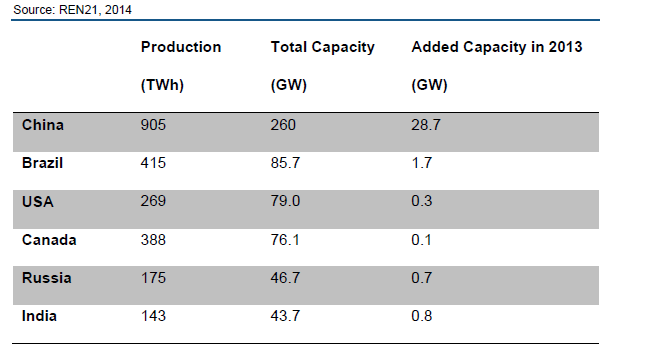 Source: REN21, 2014
Production Total Capacity Added Capacity in 2013
(TWh) (GW) (GW)
China 905 260 28.7
Brazil 415 85.7 1.7
USA 269 79.0 0.3
Canada 388 76.1 0.1
Russia 175 46.7 0.7
India 143 43.7 0.8